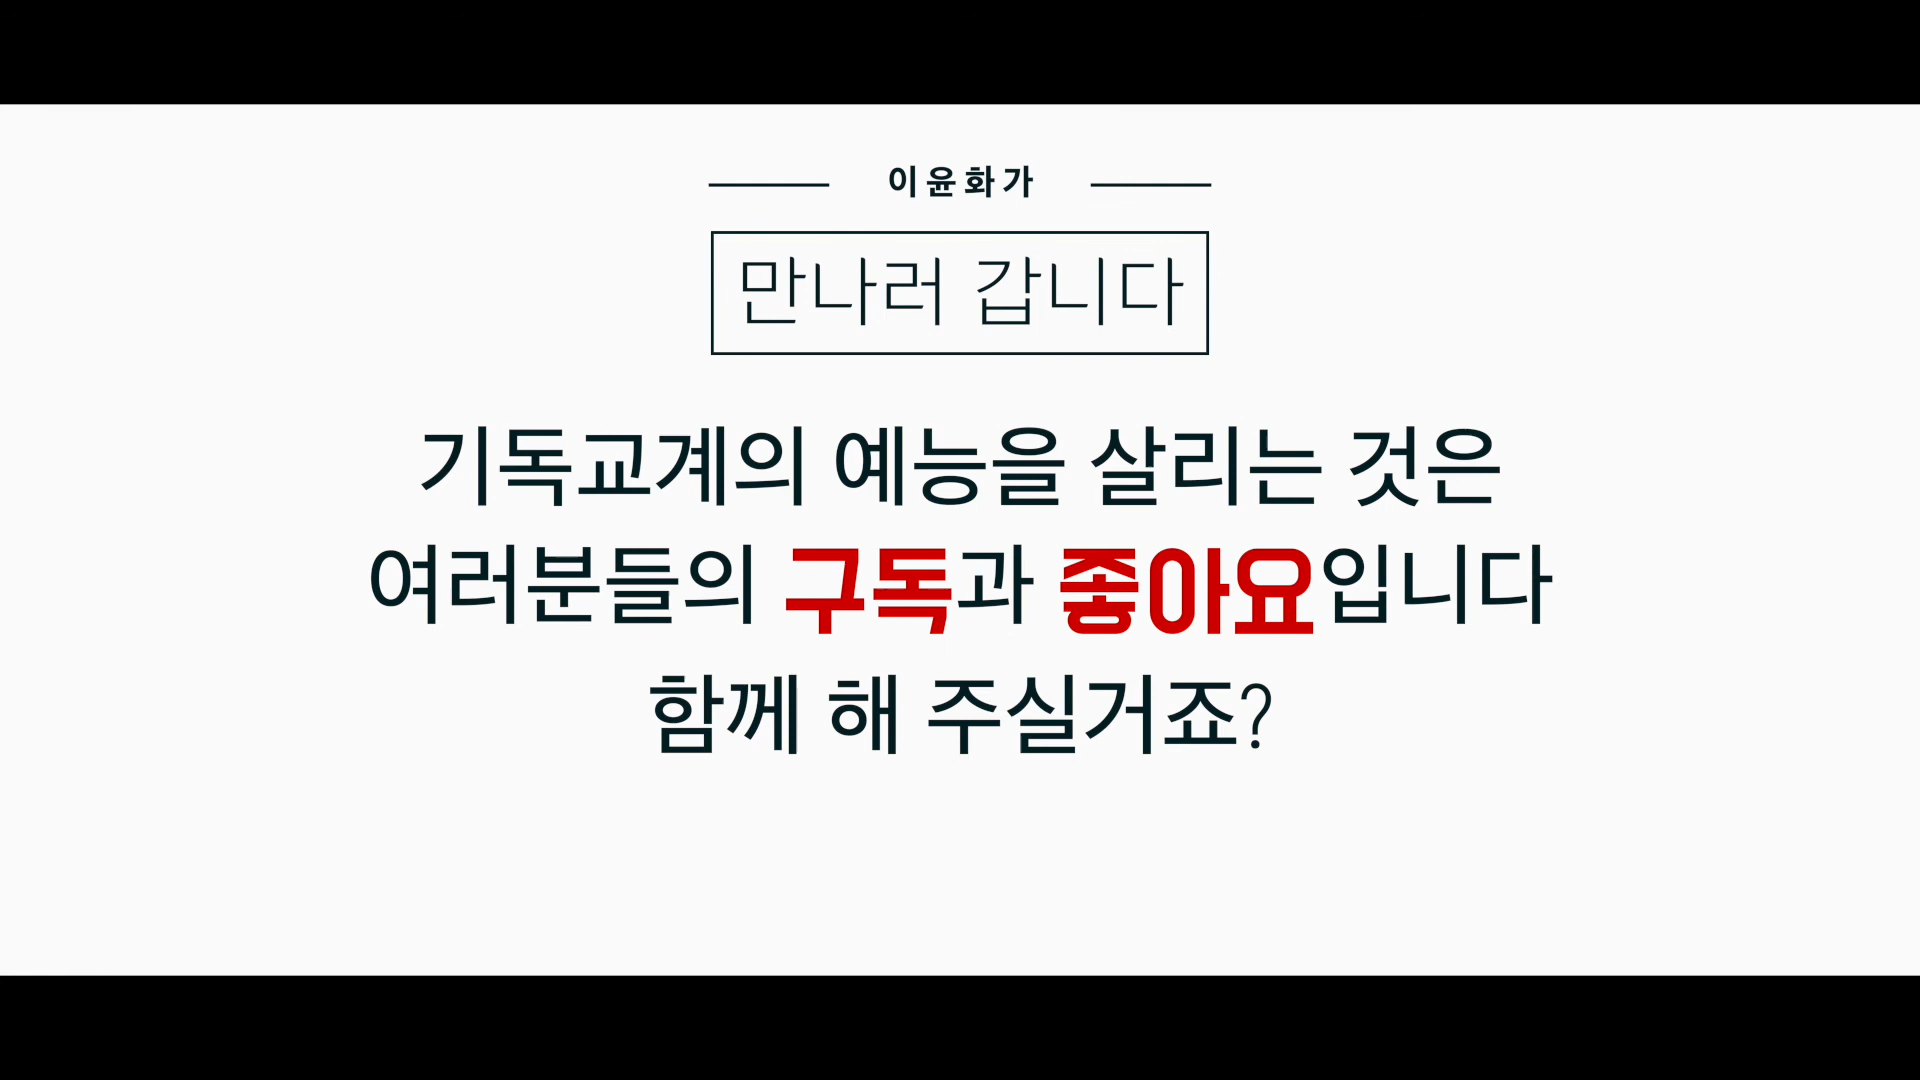 이윤화가
만나러 갑니다
기독교계의 예능을 살리는 것은
여러분들의 구독과 좋아요입니다
함께 해 주실거죠?